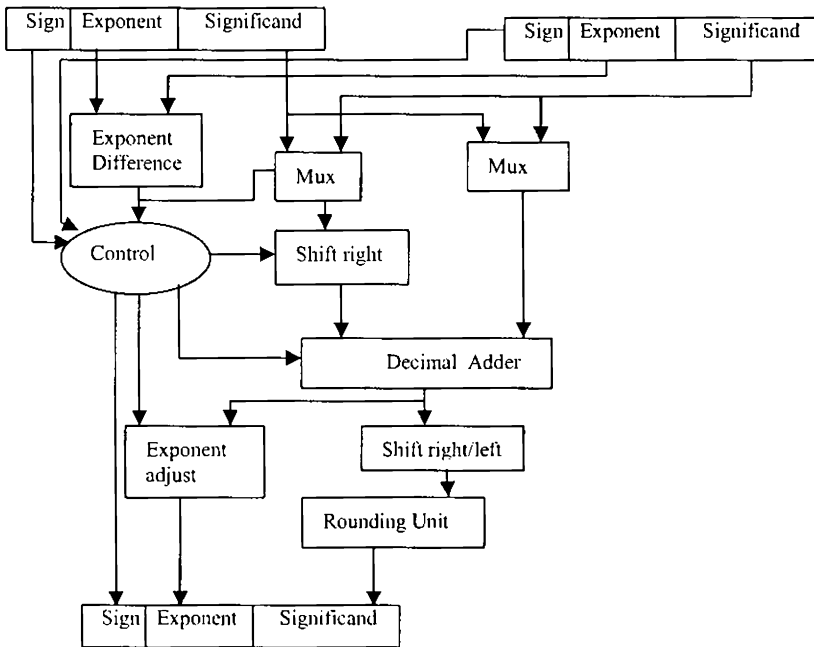 Sign Exponent Significand
Sign Exponent Significand
Exponent
Difference
Mux
Mux
Control
Shift right
Decimal Adder
Exponent
adjust
Shift right/left
Rounding Unit
Sign Exponent Significand